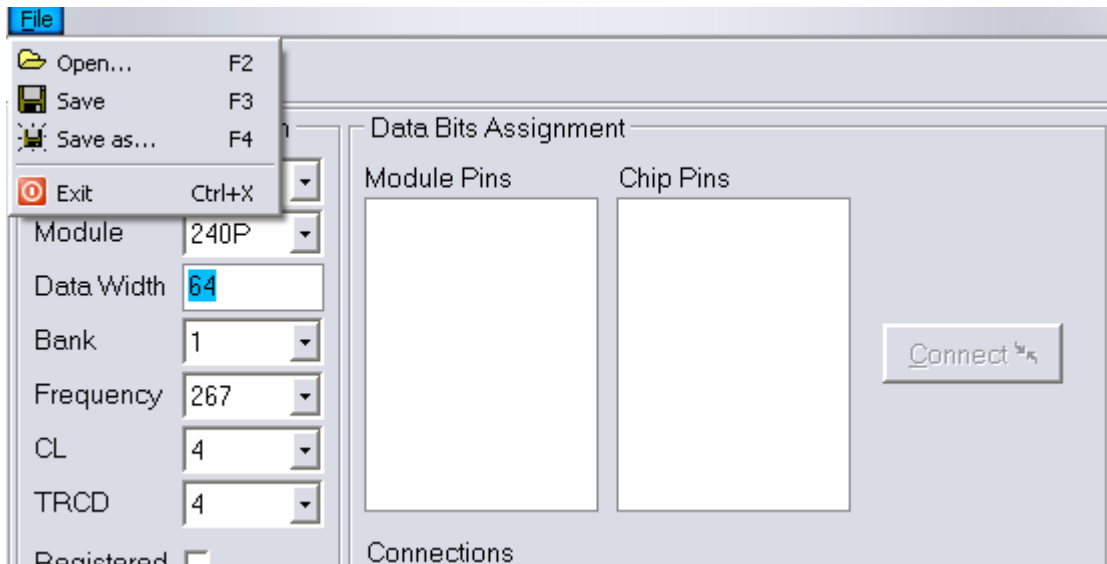 File
Open... F2
Save F3
Save as... F4
Exit Ctrl+X
Module 240P
Data Width 64
Bank 1
Frequency 267
CL 4
TRCD 4
Registered
Data Bits Assignment
Module Pins Chip Pins
Connect
Connections